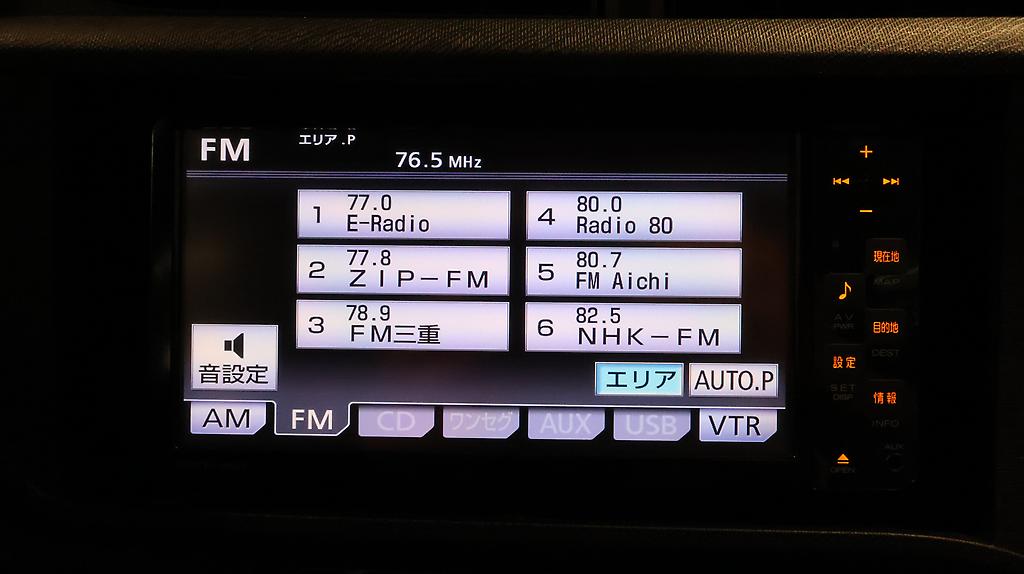 FM
エリア.P
76.5 MHz
1 77.0 E-Radio
4 80.0 Radio 80
2 77.8 ZIP-FM
5 80.7 FM Aichi
3 78.9 FM三重
6 82.5 NHK-FM
音設定
エリア
AUTO.P
AM
FM
CD
ワンセグ
AUX
USB
VTR
+
−
現在地
MAP
AV
PWR
目的地
DEST
設定
SET
DISP
情報
INFO
AUX
OPEN